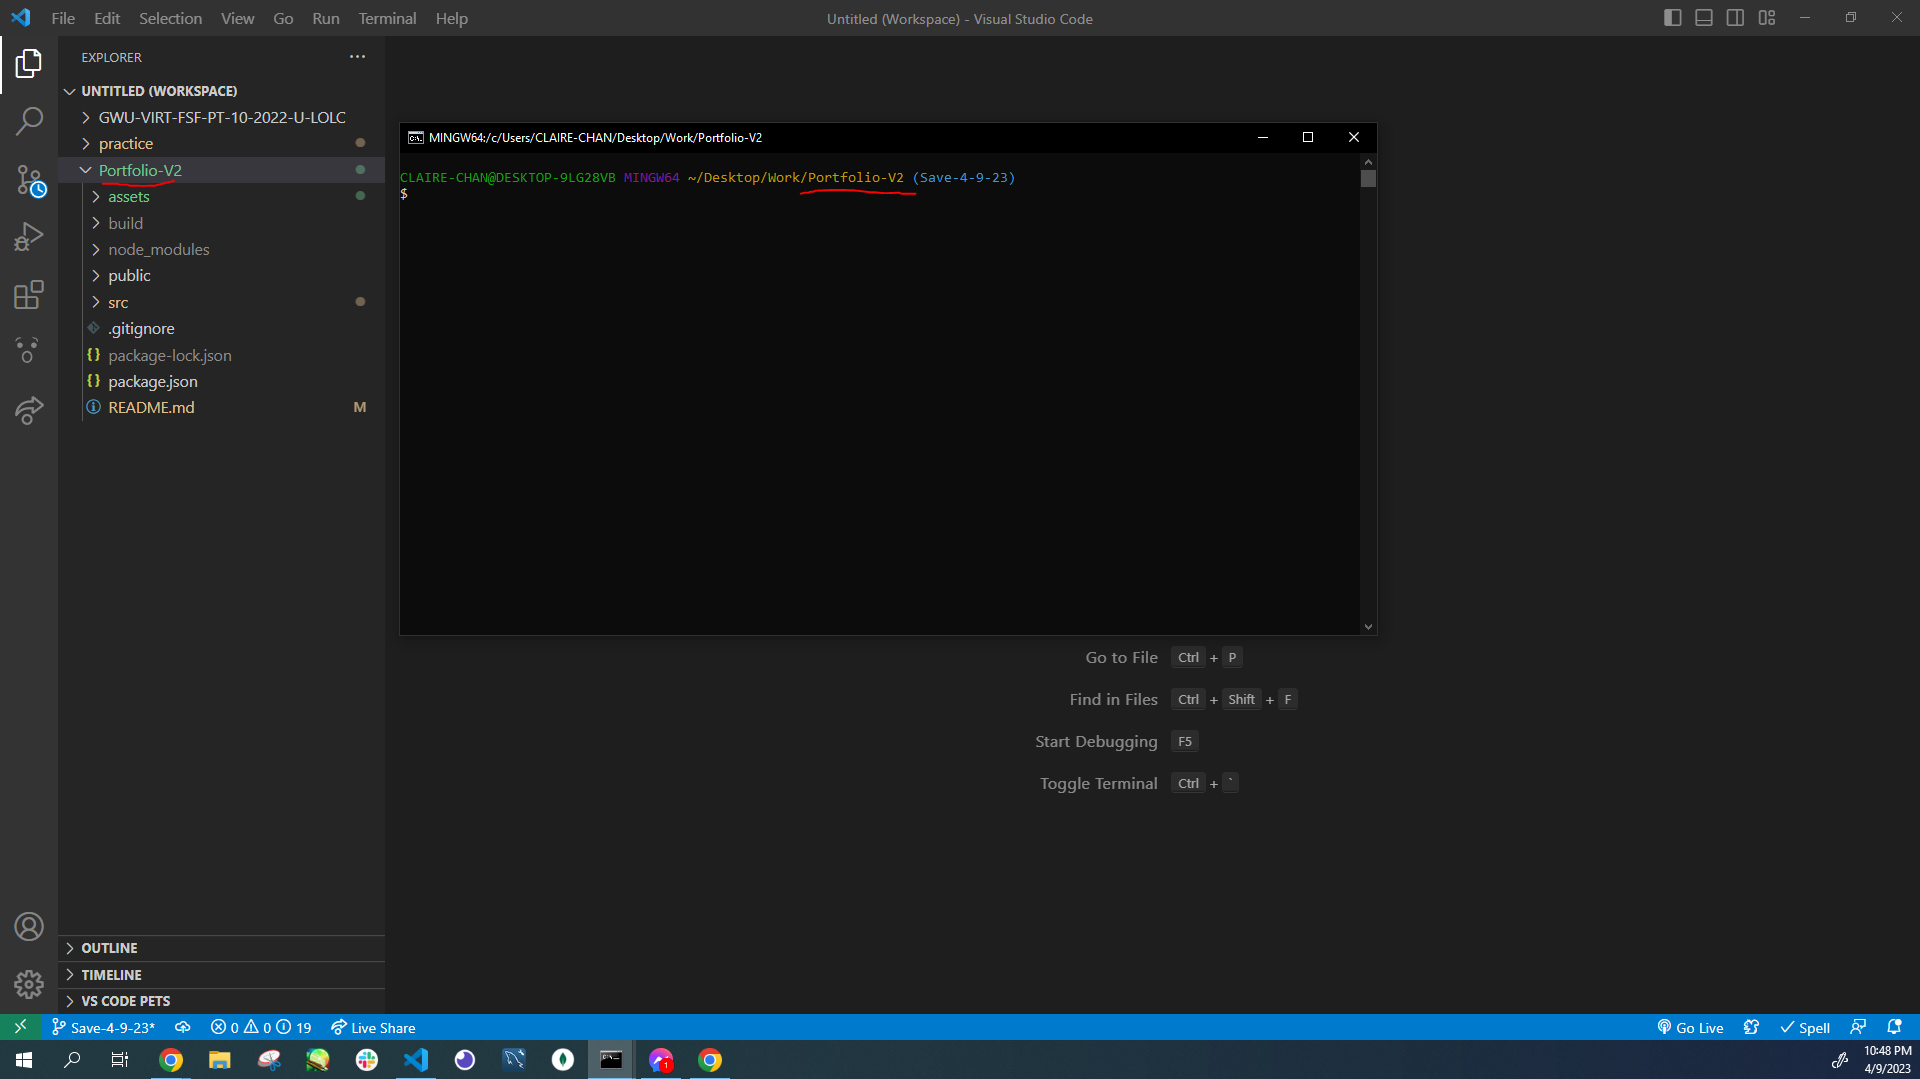 File Edit Selection View Go Run Terminal Help
Untitled (Workspace) - Visual Studio Code
EXPLORER
UNTITLED (WORKSPACE)
GWU-VIRT-FSF-PT-10-2022-U-LOLC
practice
Portfolio-V2
assets
build
node_modules
public
src
.gitignore
{} package-lock.json
{} package.json
README.md M
OUTLINE
TIMELINE
VS CODE PETS
MINGW64:/c/Users/CLAIRE-CHAN/Desktop/Work/Portfolio-V2
CLAIRE-CHAN@DESKTOP-9LG28VB MINGW64 ~/Desktop/Work/Portfolio-V2 (Save-4-9-23)
$
Go to File Ctrl + P
Find in Files Ctrl + Shift + F
Start Debugging F5
Toggle Terminal Ctrl + `
Save-4-9-23* 0 0 19 Live Share
Go Live Spell
1
10:48 PM
4/9/2023